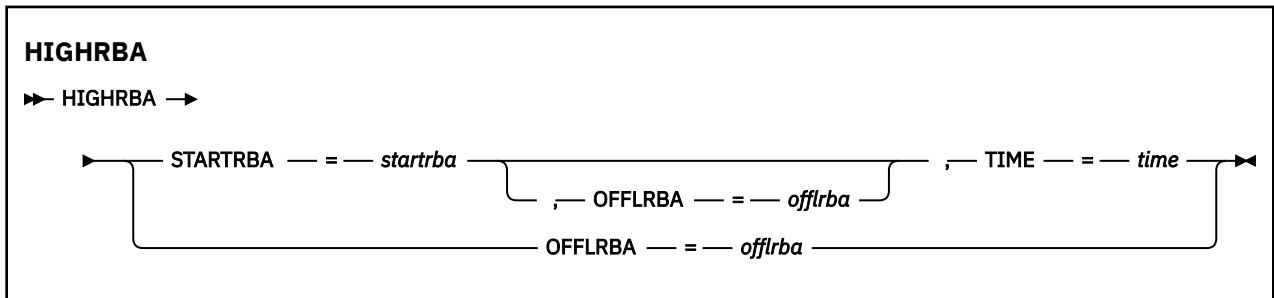 HIGHRBA
HIGHRBA
STARTRBA = startrba , TIME = time
, OFFLRBA = offlrba
OFFLRBA = offlrba